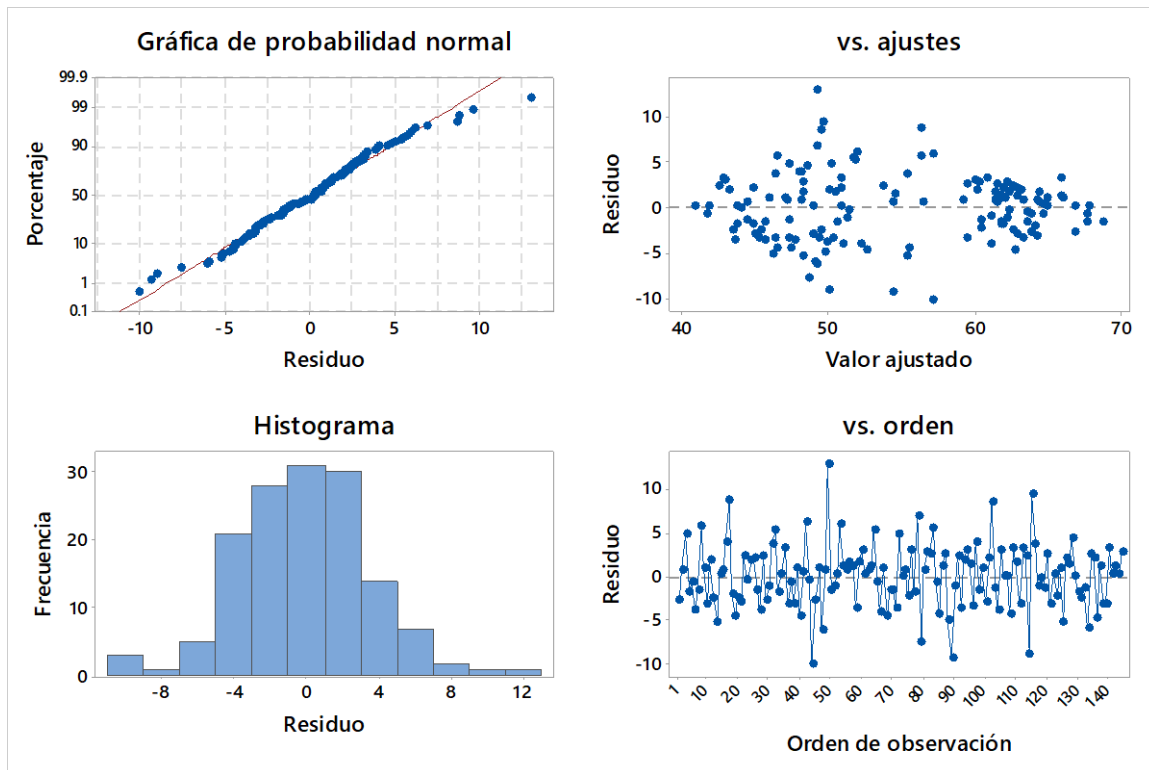 Gráfica de probabilidad normal
99.9
99
90
50
10
1
0.1
Porcentaje
-10 -5 0 5 10
Residuo
vs. ajustes
10
5
0
-5
-10
Residuo
40 50 60 70
Valor ajustado
Histograma
30
20
10
0
Frecuencia
-8 -4 0 4 8 12
Residuo
vs. orden
10
5
0
-5
-10
Residuo
1 10 20 30 40 50 60 70 80 90 100 110 120 130 140
Orden de observación